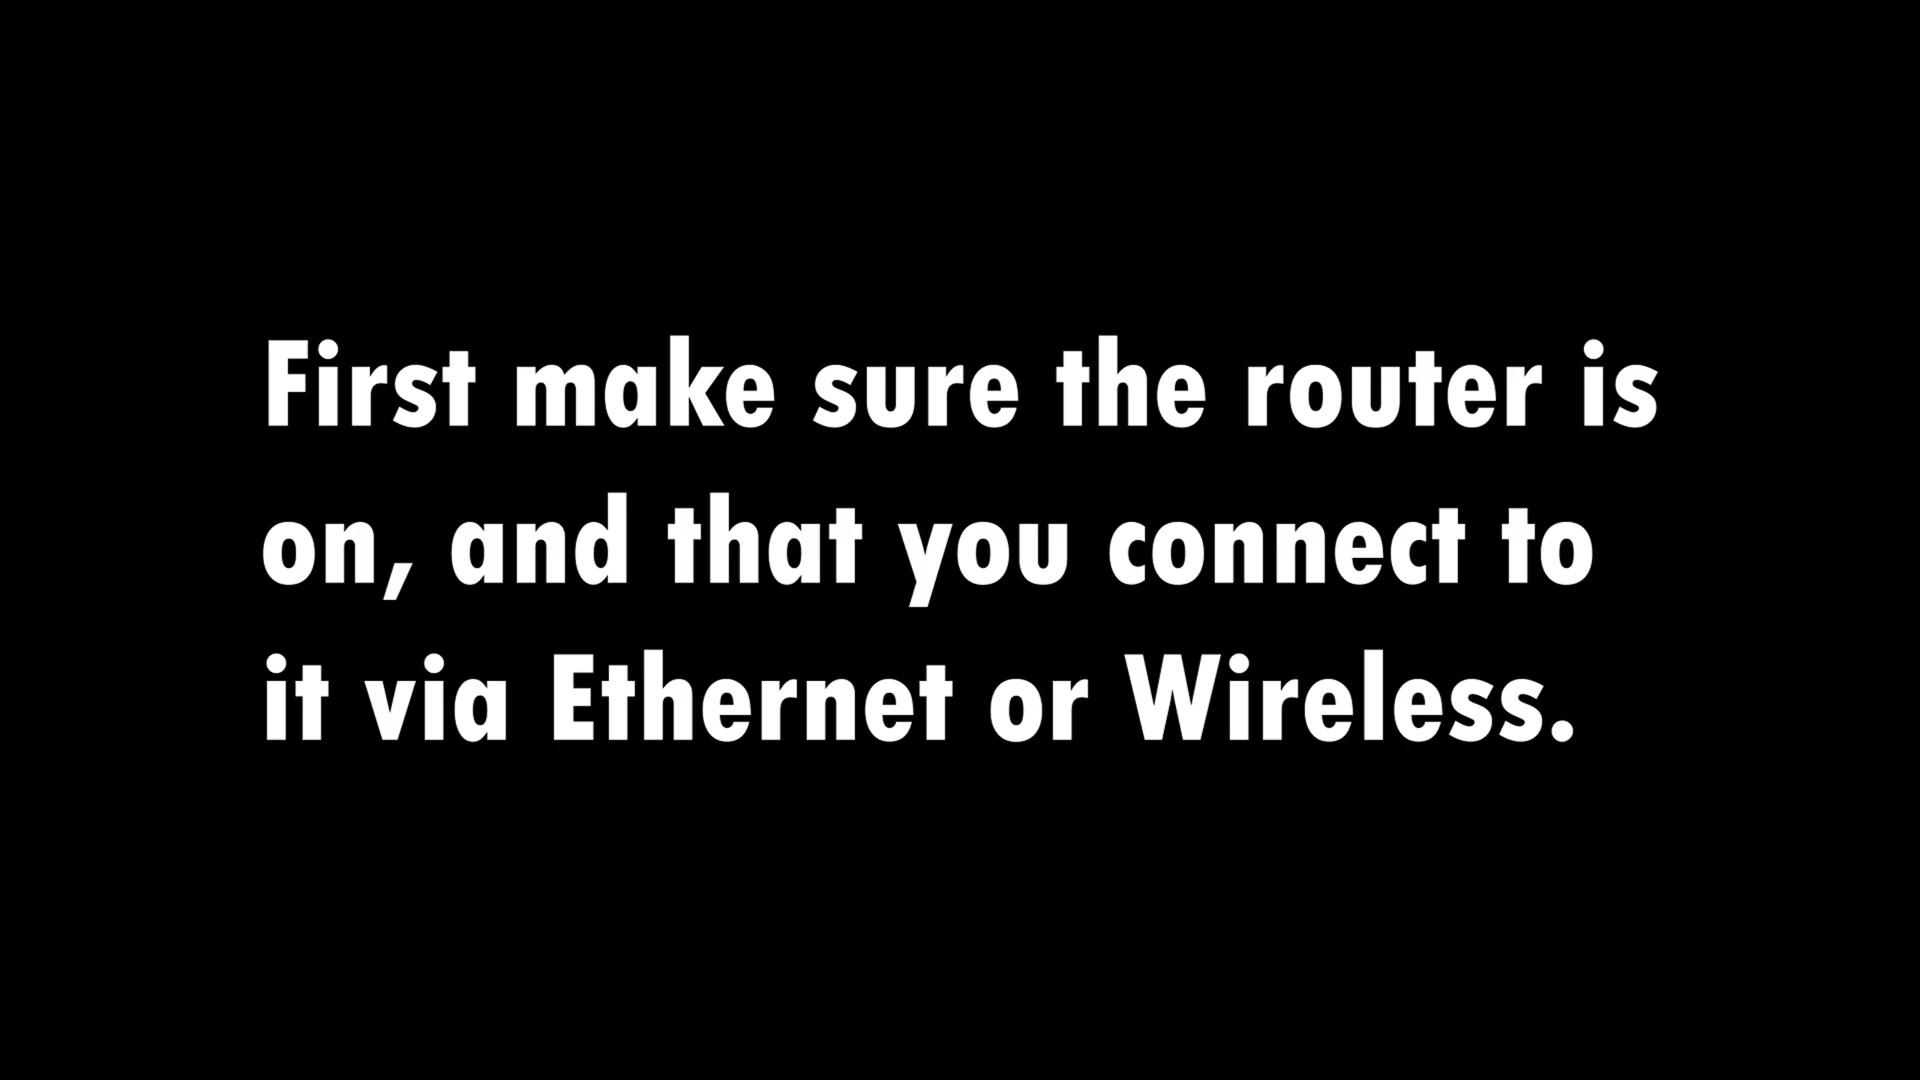 First make sure the router is
on, and that you connect to
it via Ethernet or Wireless.